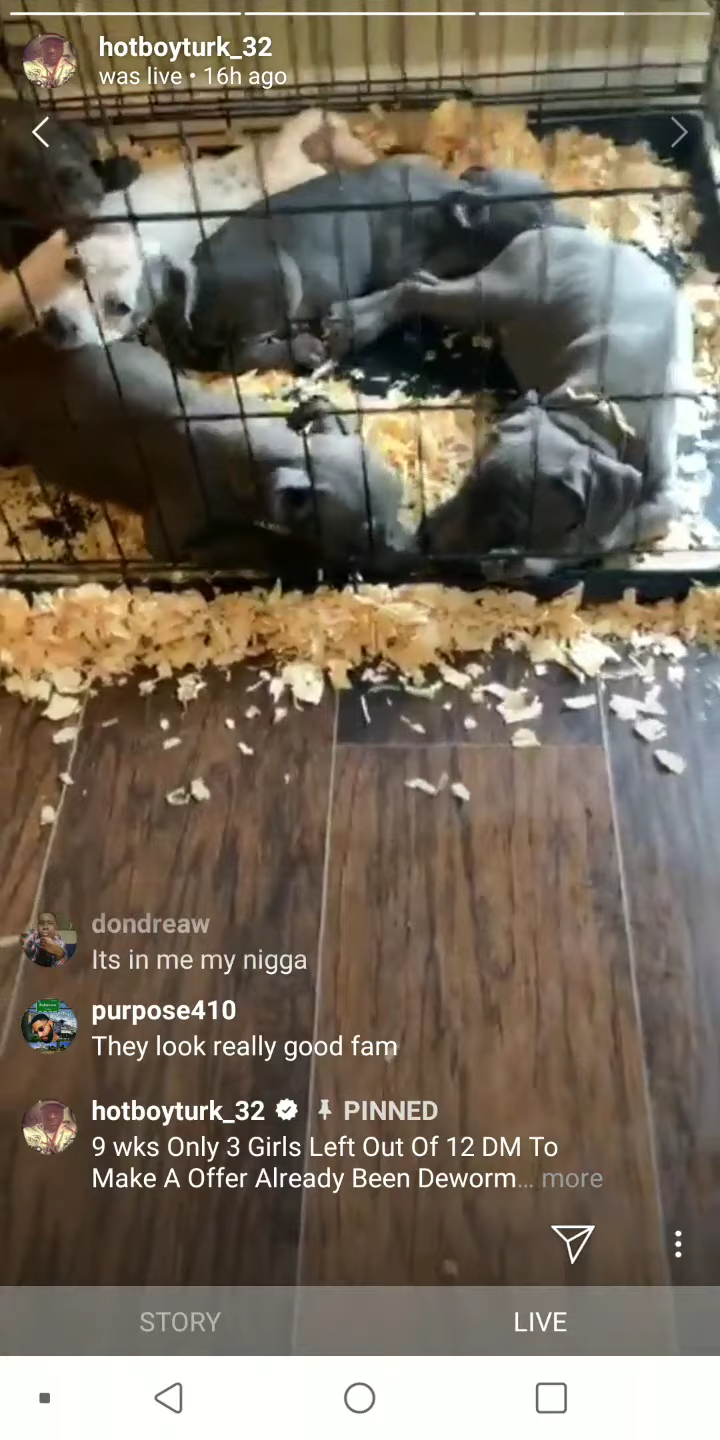 hotboyturk_32
was live • 16h ago
dondreaw
Its in me my nigga
purpose410
They look really good fam
hotboyturk_32 PINNED
9 wks Only 3 Girls Left Out Of 12 DM To
Make A Offer Already Been Deworm... more
STORY LIVE